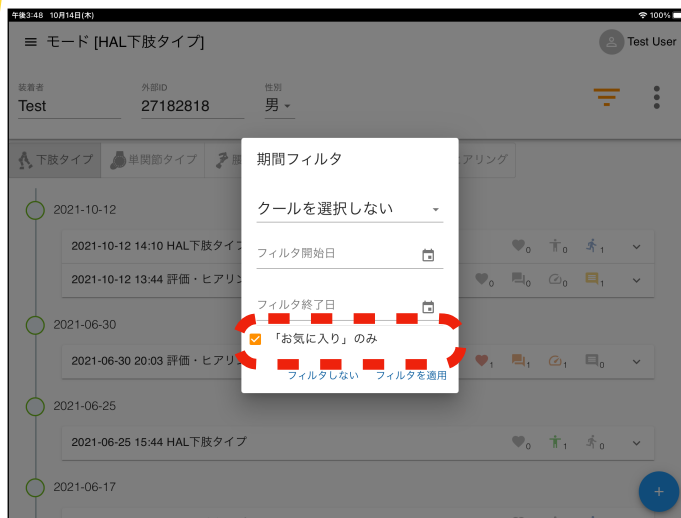 午後3:48 10月14日(木)
100%
モード [HAL下肢タイプ]
Test User
装着者
外部ID
性別
Test
27182818
男
下肢タイプ
単関節タイプ
期間フィルタ
クールを選択しない
フィルタ開始日
フィルタ終了日
「お気に入り」のみ
フィルタしない
フィルタを適用
2021-10-12
2021-10-12 14:10 HAL下肢タイプ
0
0
1
2021-10-12 13:44 評価・ヒアリ
0
0
0
1
2021-06-30
2021-06-30 20:03 評価・ヒアリ
1
1
1
0
2021-06-25
2021-06-25 15:44 HAL下肢タイプ
0
1
0
2021-06-17
+